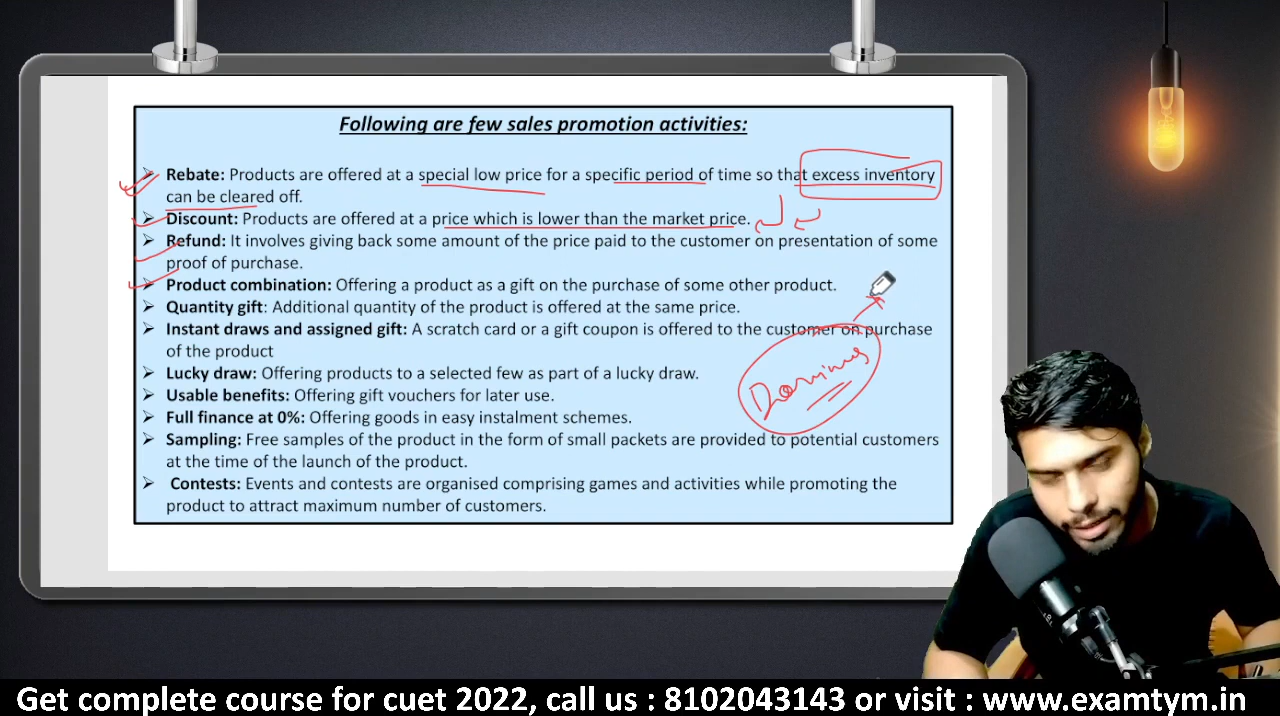 Following are few sales promotion activities:
➢ Rebate: Products are offered at a special low price for a specific period of time so that excess inventory
can be cleared off.
➢ Discount: Products are offered at a price which is lower than the market price.
➢ Refund: It involves giving back some amount of the price paid to the customer on presentation of some
proof of purchase.
➢ Product combination: Offering a product as a gift on the purchase of some other product.
➢ Quantity gift: Additional quantity of the product is offered at the same price.
➢ Instant draws and assigned gift: A scratch card or a gift coupon is offered to the customer on purchase
of the product
➢ Lucky draw: Offering products to a selected few as part of a lucky draw.
➢ Usable benefits: Offering gift vouchers for later use.
➢ Full finance at 0%: Offering goods in easy instalment schemes.
➢ Sampling: Free samples of the product in the form of small packets are provided to potential customers
at the time of the launch of the product.
➢ Contests: Events and contests are organised comprising games and activities while promoting the
product to attract maximum number of customers.
Get complete course for cuet 2022, call us : 8102043143 or visit : www.examtym.in